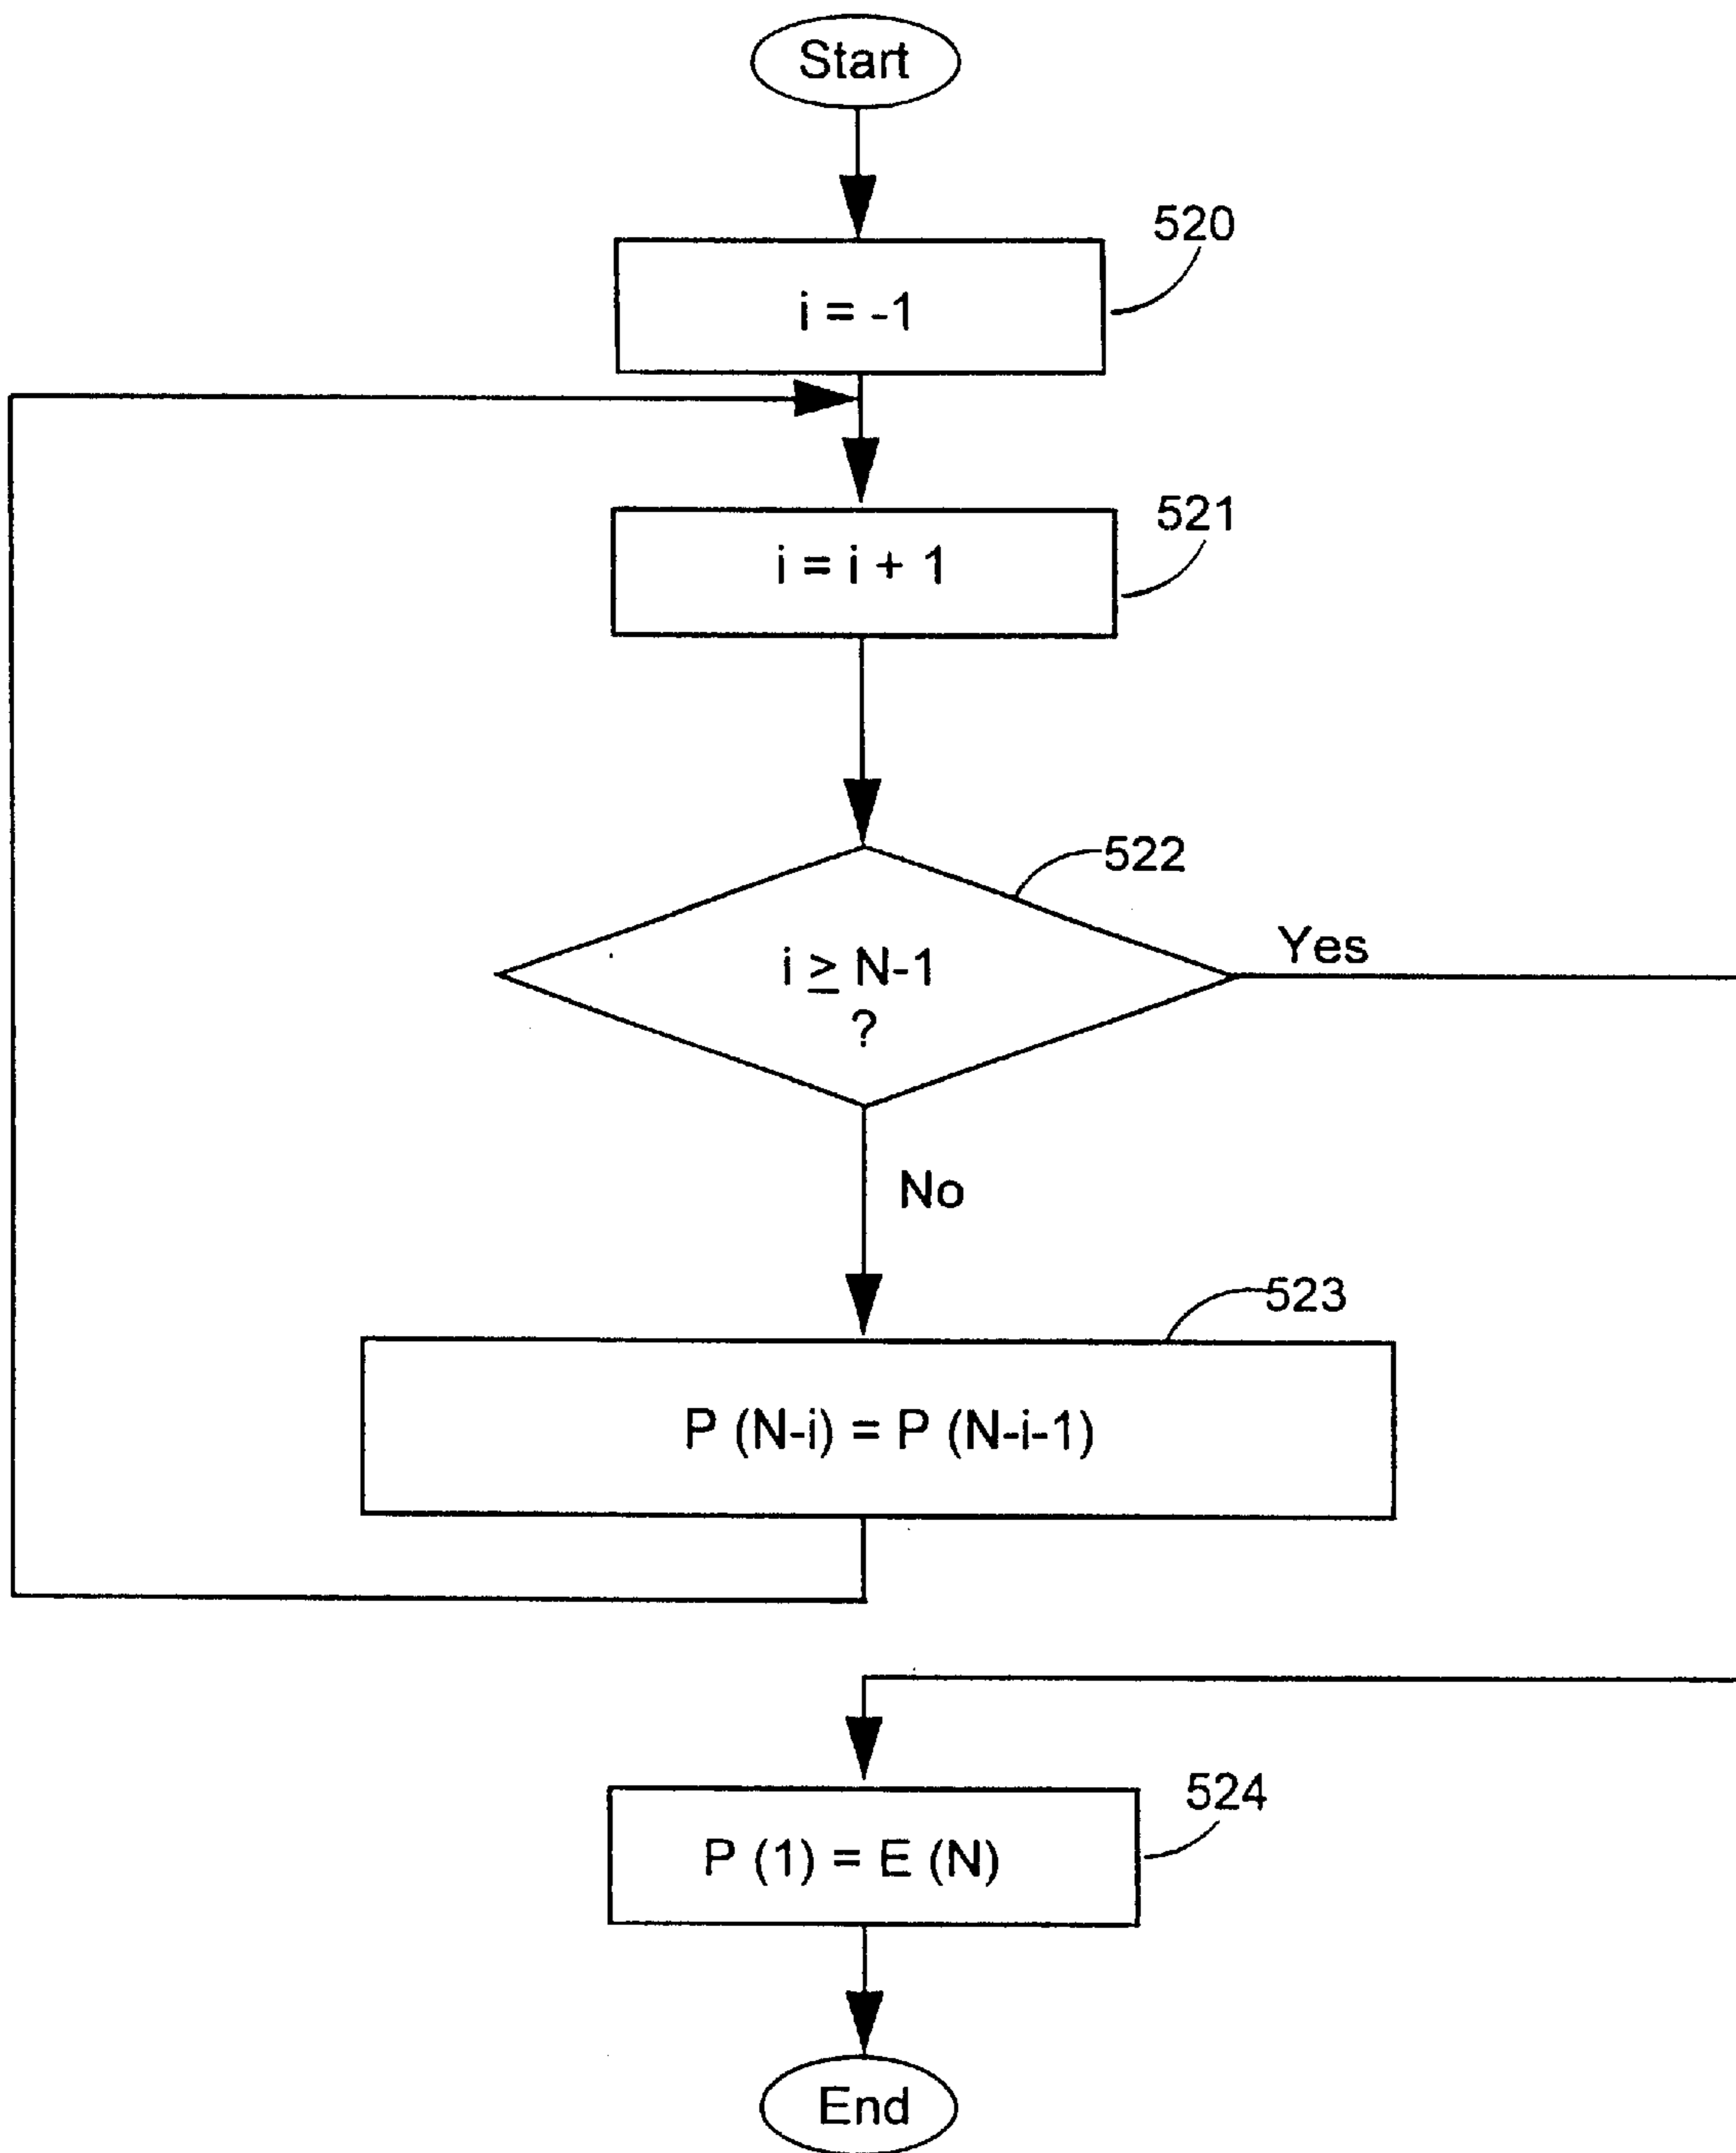 Start
520
i = -1
521
i = i + 1
522
i ≥ N-1
?
Yes
No
523
P (N-i) = P (N-i-1)
524
P (1) = E (N)
End